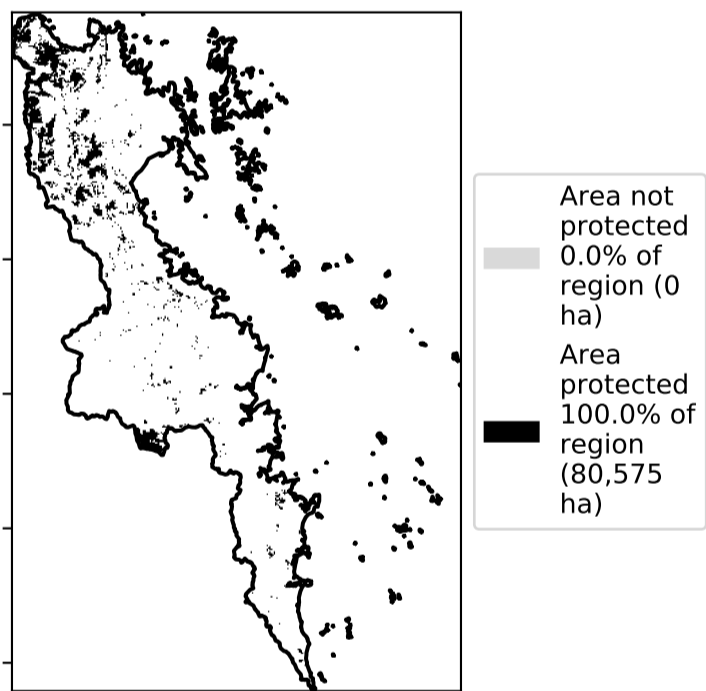 Area not
protected
0.0% of
region (0
ha)
Area
protected
100.0% of
region
(80,575
ha)